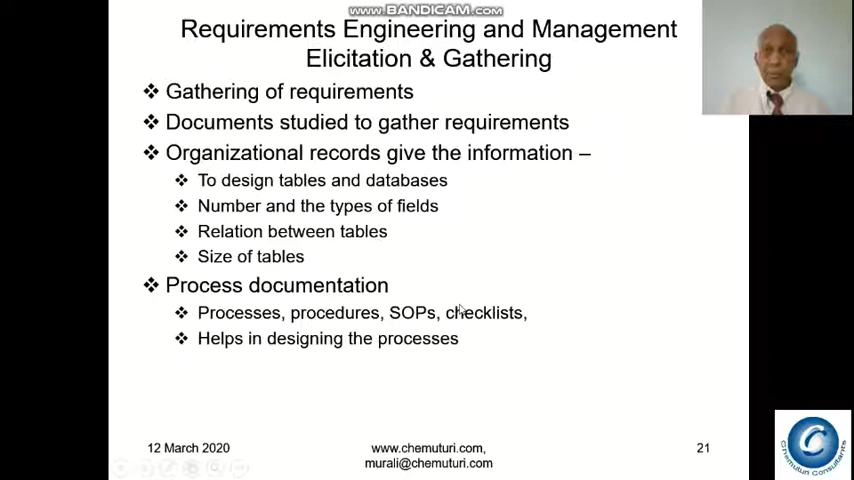 www.BANDICAM.com
Requirements Engineering and Management
Elicitation & Gathering
❖ Gathering of requirements
❖ Documents studied to gather requirements
❖ Organizational records give the information –
❖ To design tables and databases
❖ Number and the types of fields
❖ Relation between tables
❖ Size of tables
❖ Process documentation
❖ Processes, procedures, SOPs, checklists,
❖ Helps in designing the processes
12 March 2020
www.chemuturi.com,
murali@chemuturi.com
21
Chemuturi Consultants